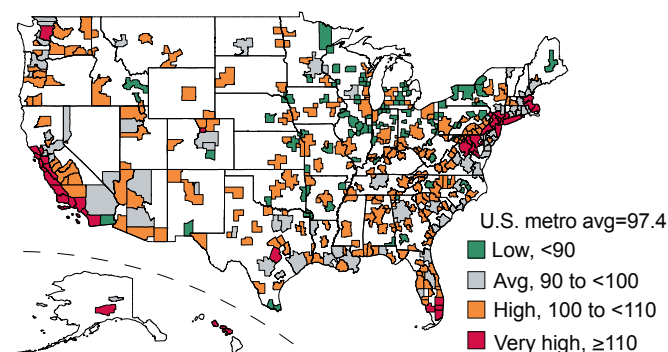 U.S. metro avg=97.4
Low, <90
Avg, 90 to <100
High, 100 to <110
Very high, ≥110